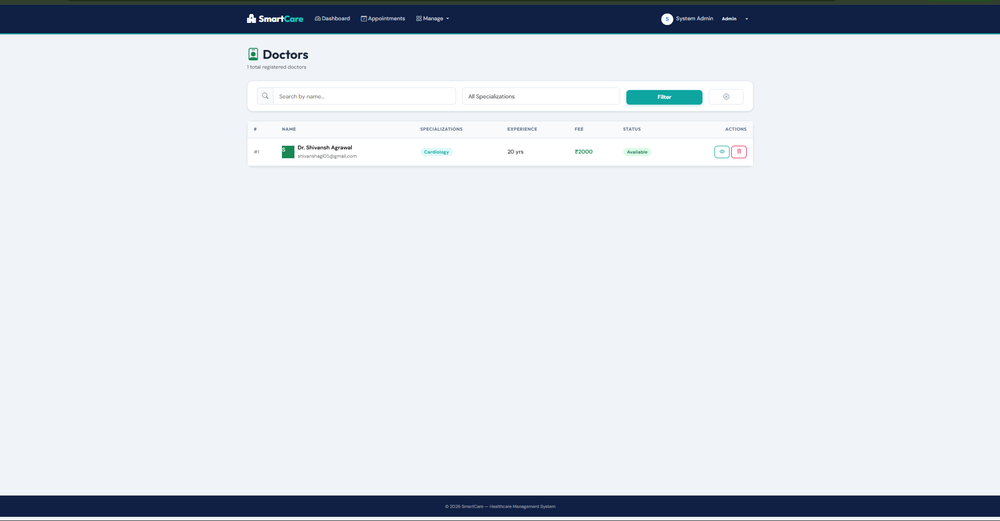 SmartCare Dashboard Appointments Manage S System Admin Admin
Doctors
1 total registered doctors
Search by name... All Specializations Filter
# NAME SPECIALIZATIONS EXPERIENCE FEE STATUS ACTIONS
#1 S Dr. Shivansh Agrawal Cardiology 20 yrs ₹2000 Available
shivanshagl05@gmail.com
© 2026 SmartCare — Healthcare Management System